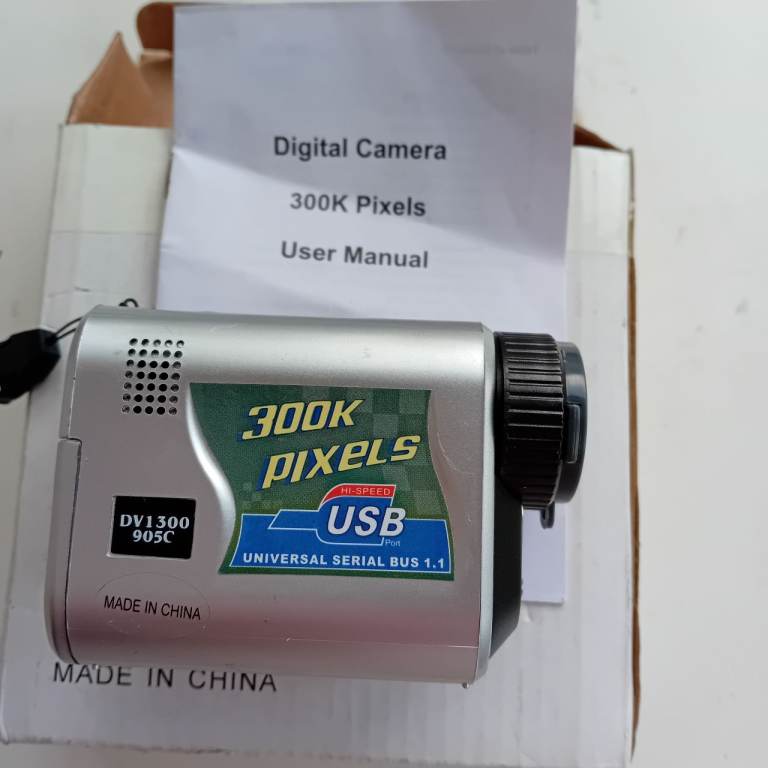 Digital Camera
300K Pixels
User Manual
300K
PIXELS
HI-SPEED
USB
Port
UNIVERSAL SERIAL BUS 1.1
DV1300
905C
MADE IN CHINA
MADE IN CHINA